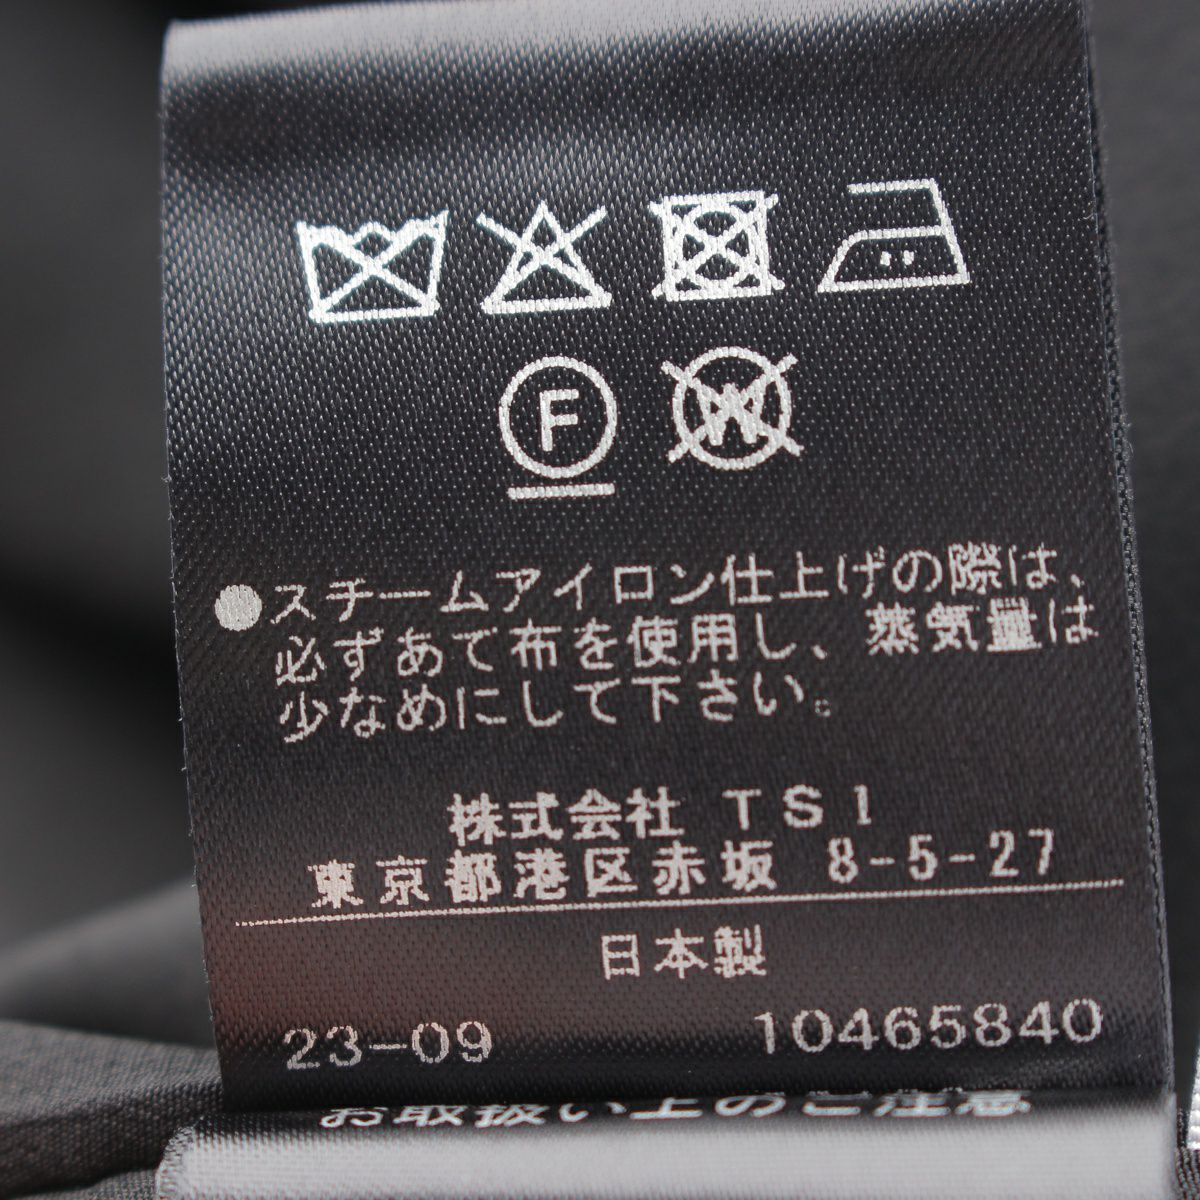 F
W
●スチームアイロン仕上げの際は、
必ずあて布を使用し、蒸気量は
少なめにして下さい。
株式会社 TSI
東京都港区赤坂 8-5-27
日本製
23-09 10465840
お取扱い上のご注意